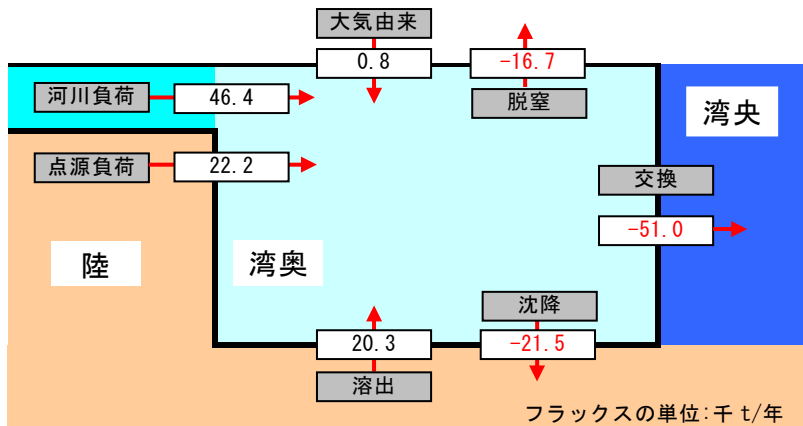 大気由来
0.8
-16.7
脱窒
河川負荷
46.4
湾央
点源負荷
22.2
交換
-51.0
陸
湾奥
沈降
20.3
-21.5
溶出
フラックスの単位:千 t/年